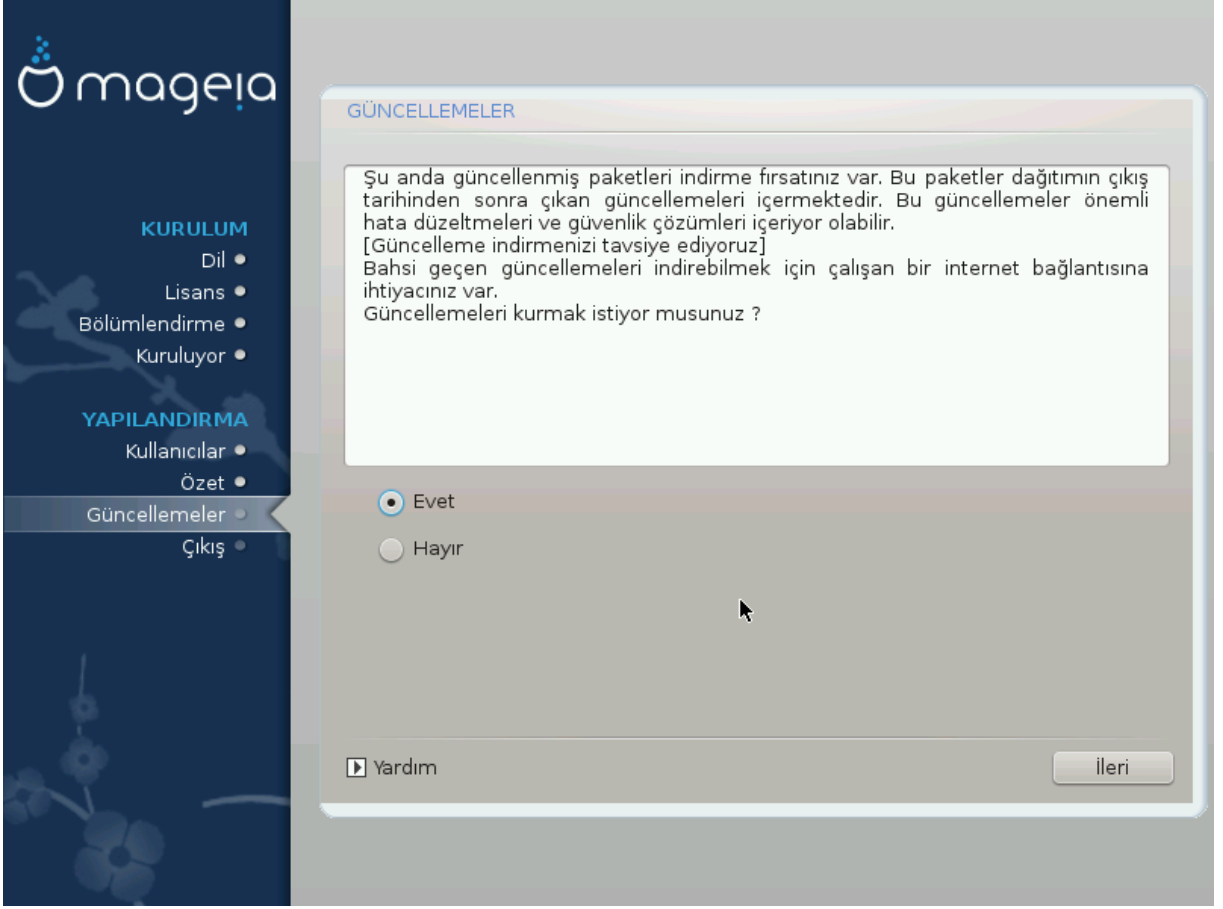 mageia
KURULUM
Dil
Lisans
Bölümlendirme
Kuruluyor
YAPILANDIRMA
Kullanıcılar
Özet
Güncellemeler
Çıkış
GÜNCELLEMELER
Şu anda güncellenmiş paketleri indirme fırsatınız var. Bu paketler dağıtımın çıkış
tarihinden sonra çıkan güncellemeleri içermektedir. Bu güncellemeler önemli
hata düzeltmeleri ve güvenlik çözümleri içeriyor olabilir.
[Güncelleme indirmenizi tavsiye ediyoruz]
Bahsi geçen güncellemeleri indirebilmek için çalışan bir internet bağlantısına
ihtiyacınız var.
Güncellemeleri kurmak istiyor musunuz ?
Evet
Hayır
Yardım
İleri